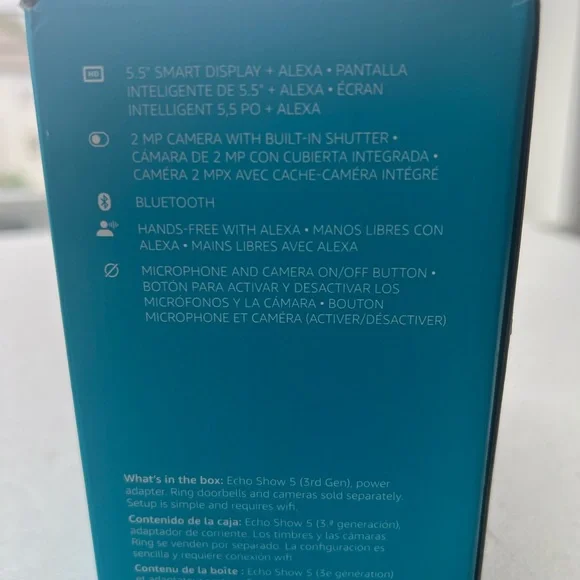 HD
5.5" SMART DISPLAY + ALEXA • PANTALLA
INTELIGENTE DE 5.5" + ALEXA • ÉCRAN
INTELLIGENT 5,5 PO + ALEXA
2 MP CAMERA WITH BUILT-IN SHUTTER •
CÁMARA DE 2 MP CON CUBIERTA INTEGRADA •
CAMÉRA 2 MPX AVEC CACHE-CAMÉRA INTÉGRÉ
BLUETOOTH
HANDS-FREE WITH ALEXA • MANOS LIBRES CON
ALEXA • MAINS LIBRES AVEC ALEXA
MICROPHONE AND CAMERA ON/OFF BUTTON •
BOTÓN PARA ACTIVAR Y DESACTIVAR LOS
MICRÓFONOS Y LA CÁMARA • BOUTON
MICROPHONE ET CAMÉRA (ACTIVER/DÉSACTIVER)
What's in the box: Echo Show 5 (3rd Gen), power
adapter. Ring doorbells and cameras sold separately.
Setup is simple and requires wifi.
Contenido de la caja: Echo Show 5 (3.ª generación),
adaptador de corriente. Los timbres y las cámaras
Ring se venden por separado. La configuración es
sencilla y requiere conexión wifi.
Contenu de la boîte : Echo Show 5 (3e génération)
et